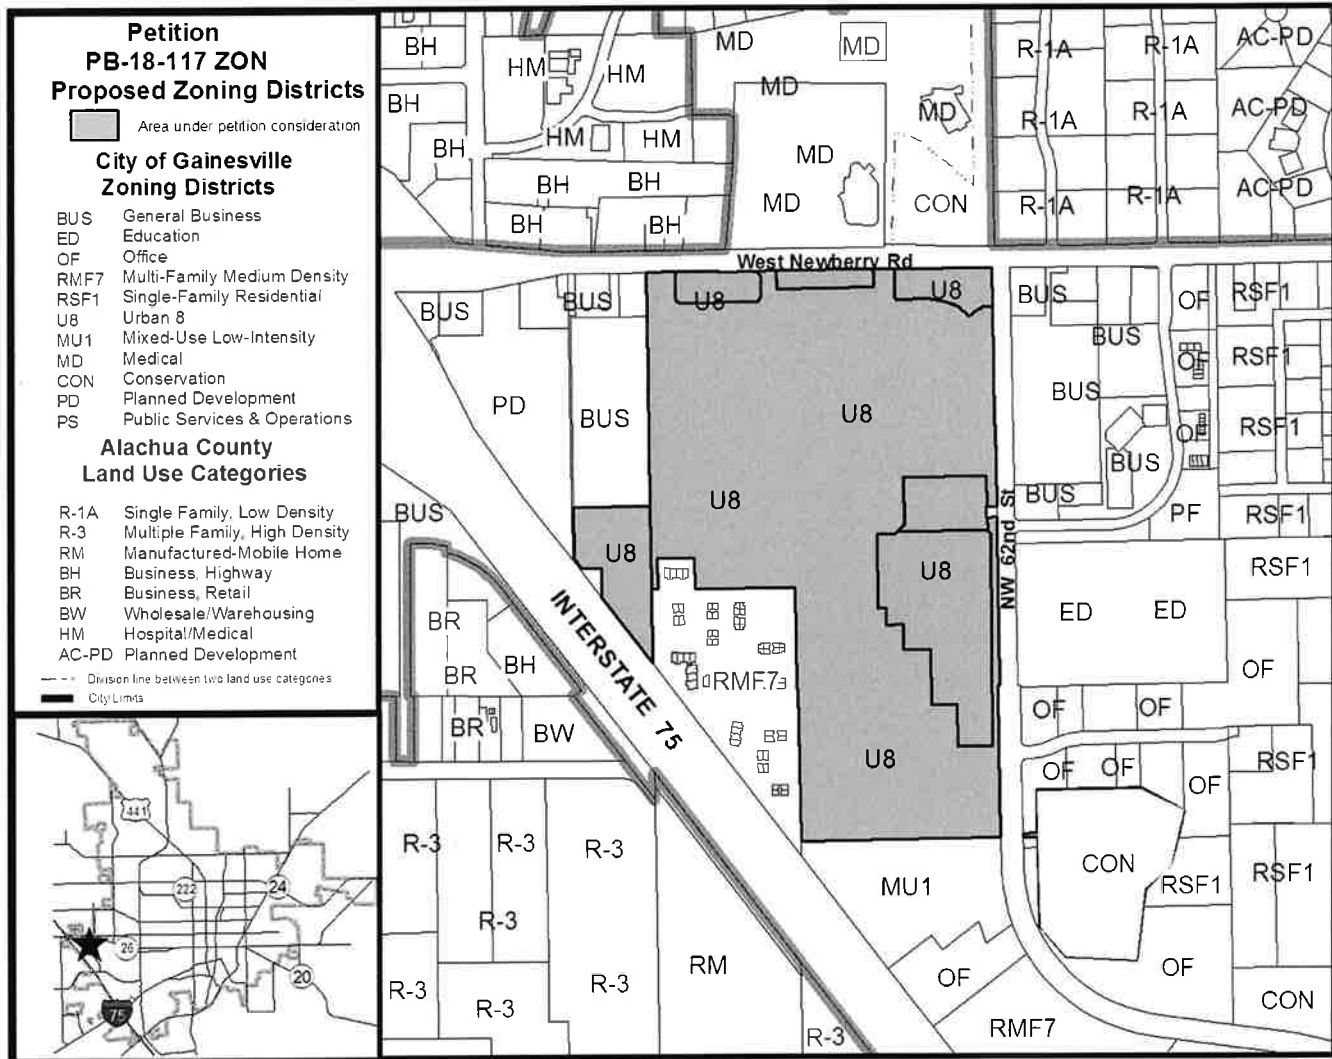 Petition
PB-18-117 ZON
Proposed Zoning Districts
Area under petition consideration
City of Gainesville
Zoning Districts
BUS General Business
ED Education
OF Office
RMF7 Multi-Family Medium Density
RSF1 Single-Family Residential
U8 Urban 8
MU1 Mixed-Use Low-Intensity
MD Medical
CON Conservation
PD Planned Development
PS Public Services & Operations
Alachua County
Land Use Categories
R-1A Single Family, Low Density
R-3 Multiple Family, High Density
RM Manufactured-Mobile Home
BH Business, Highway
BR Business, Retail
BW Wholesale/Warehousing
HM Hospital/Medical
AC-PD Planned Development
Division line between two land use categories
City Limits
441
222
24
26
20
75
BH
HM
HM
MD
MD
R-1A
R-1A
AC-PD
BH
MD
MD
R-1A
R-1A
AC-PD
BH
HM
HM
MD
BH
BH
MD
CON
R-1A
R-1A
AC-PD
BH
BH
West Newberry Rd
BUS
BUS
U8
U8
BUS
OF
RSF1
BUS
OF
RSF1
PD
BUS
U8
BUS
OF
RSF1
BUS
BUS
U8
BUS
PF
RSF1
U8
U8
NW 62nd St
RSF1
INTERSTATE 75
BR
BH
BR
ED
ED
OF
RMF7
BR
BW
OF
OF
U8
OF
OF
OF
RSF1
R-3
R-3
R-3
MU1
CON
RSF1
RSF1
R-3
RM
OF
OF
R-3
R-3
R-3
CON
RMF7
R-3